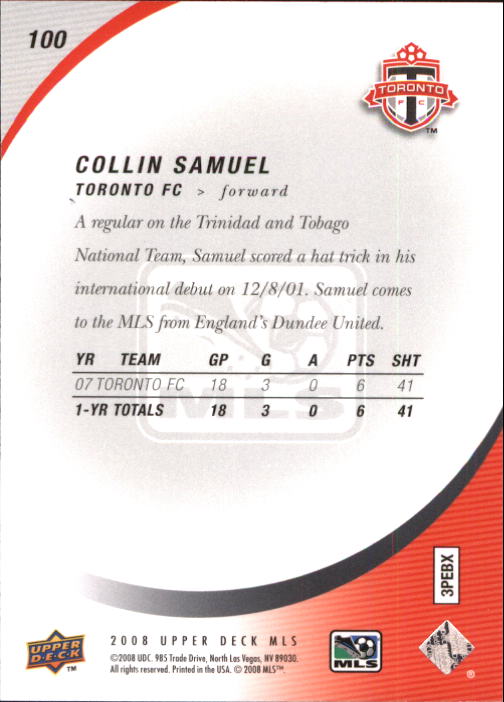 100
TORONTO
FC
TM
COLLIN SAMUEL
TORONTO FC > forward
A regular on the Trinidad and Tobago
National Team, Samuel scored a hat trick in his
international debut on 12/8/01. Samuel comes
to the MLS from England's Dundee United.
YR TEAM GP G A PTS SHT
07 TORONTO FC 18 3 0 6 41
1-YR TOTALS 18 3 0 6 41
MLS
3PEBX
UPPER
DECK
TM
2008 UPPER DECK MLS
©2008 UDC. 985 Trade Drive, North Las Vegas, NV 89030.
All rights reserved. Printed in the USA. © 2008 MLS™.
MLS
®